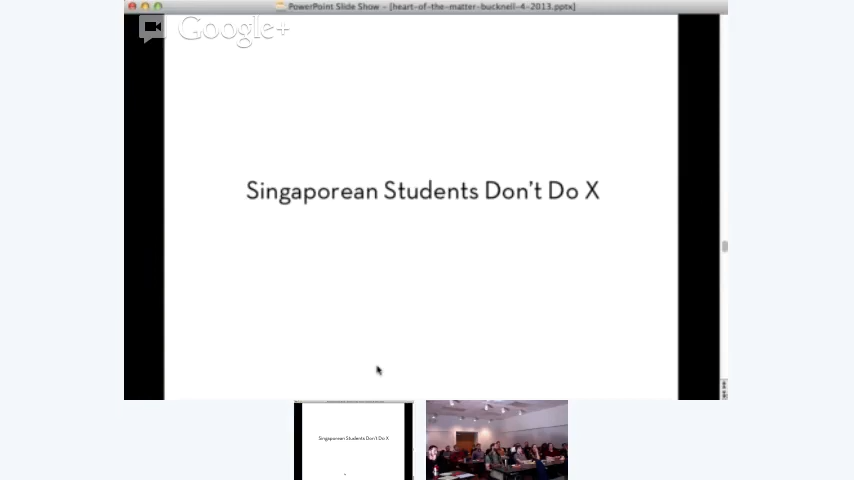 PowerPoint Slide Show - [heart-of-the-matter-bucknell-4-2013.pptx]
Google+
Singaporean Students Don't Do X
Singaporean Students Don't Do X